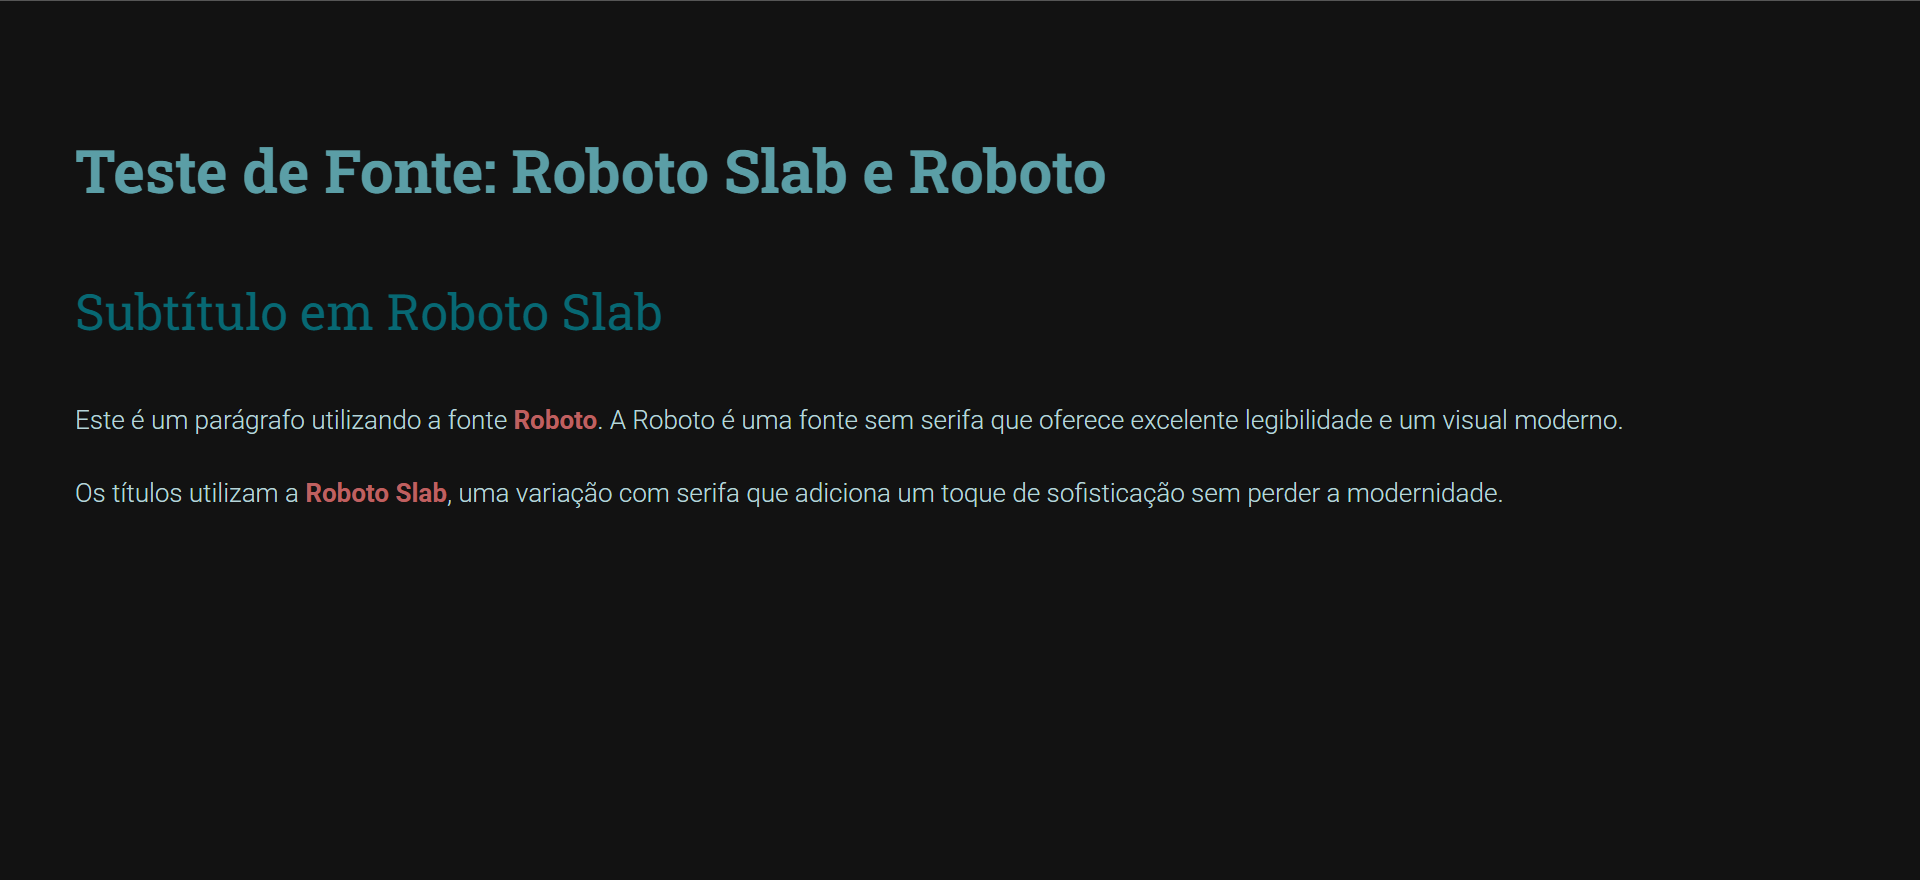 Teste de Fonte: Roboto Slab e Roboto
Subtítulo em Roboto Slab
Este é um parágrafo utilizando a fonte Roboto. A Roboto é uma fonte sem serifa que oferece excelente legibilidade e um visual moderno.
Os títulos utilizam a Roboto Slab, uma variação com serifa que adiciona um toque de sofisticação sem perder a modernidade.